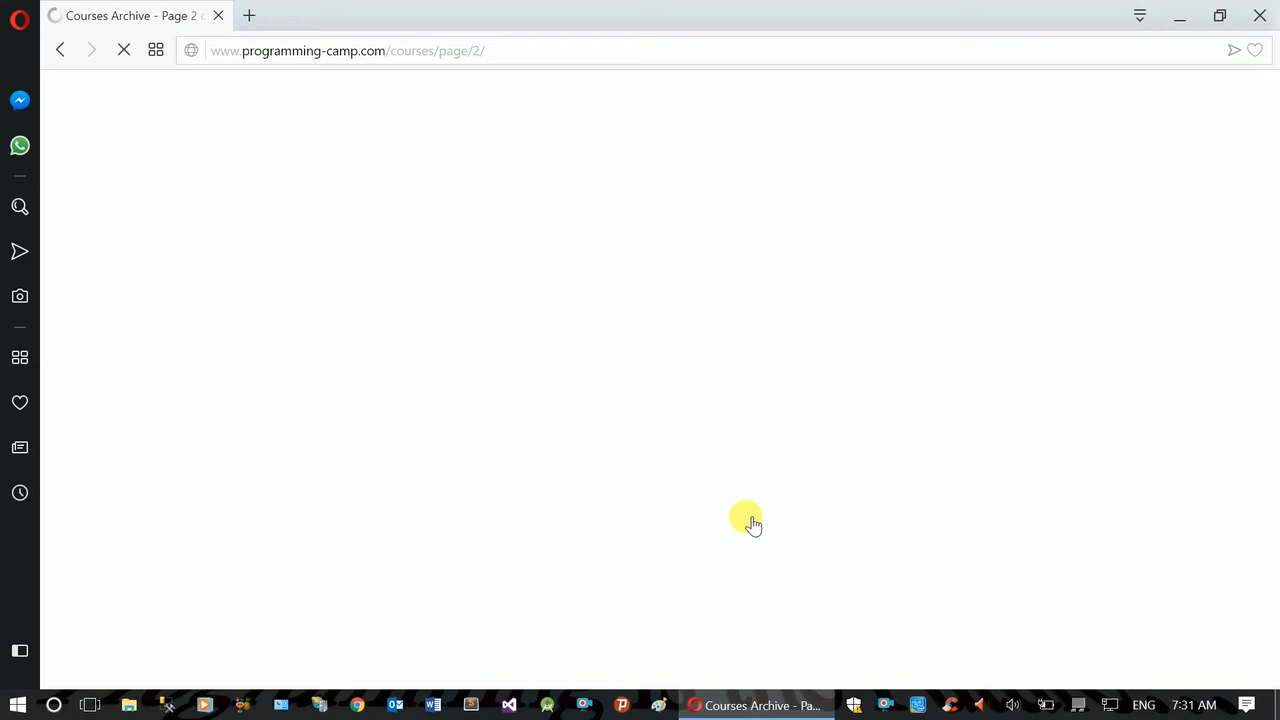 Courses Archive - Page 2
www.programming-camp.com/courses/page/2/
Courses Archive - Pa...
ENG
7:31 AM